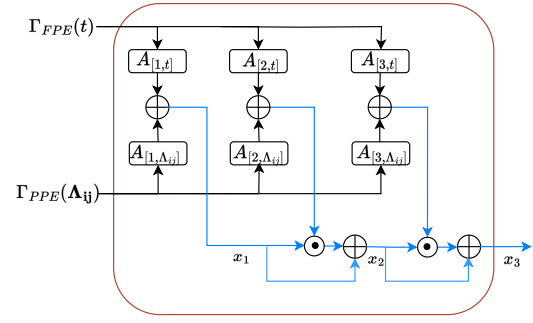 Γ_{FPE}(t)
A_{[1,t]} A_{[2,t]} A_{[3,t]}
A_{[1,Λ_{ij}]} A_{[2,Λ_{ij}]} A_{[3,Λ_{ij}]}
Γ_{PPE}(Λ_{ij})
x_1 x_2 x_3